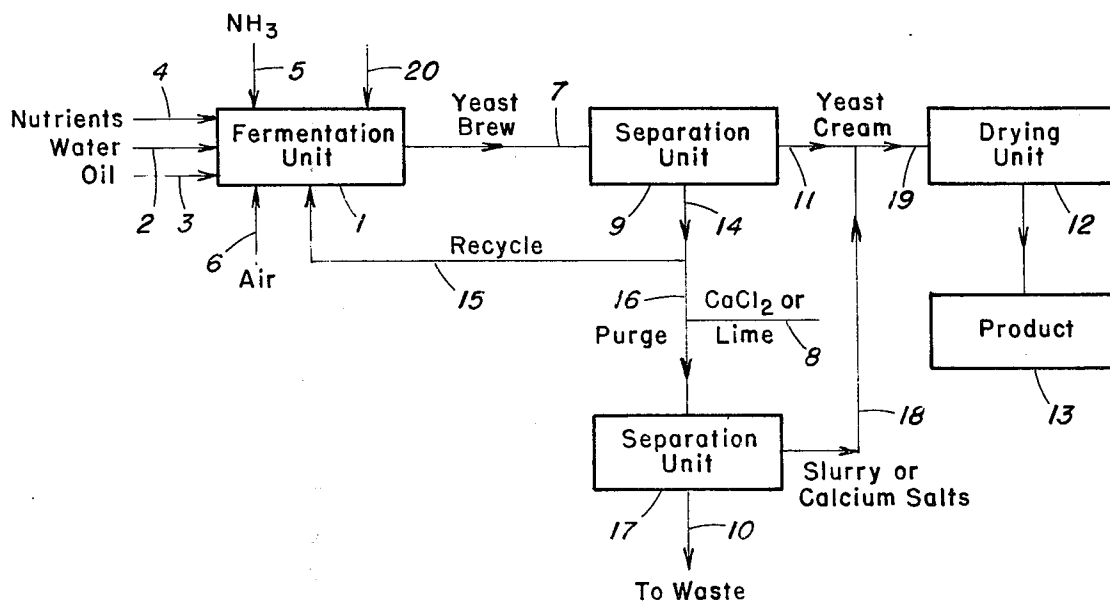 NH3
5
20
4
Nutrients
Water
Oil
2
3
Fermentation
Unit
1
6
Air
Yeast
Brew
7
Separation
Unit
9
14
Yeast
Cream
11
19
Drying
Unit
12
Recycle
15
16
CaCl2 or
Lime
8
Purge
Product
13
18
Separation
Unit
17
10
Slurry or
Calcium Salts
To Waste